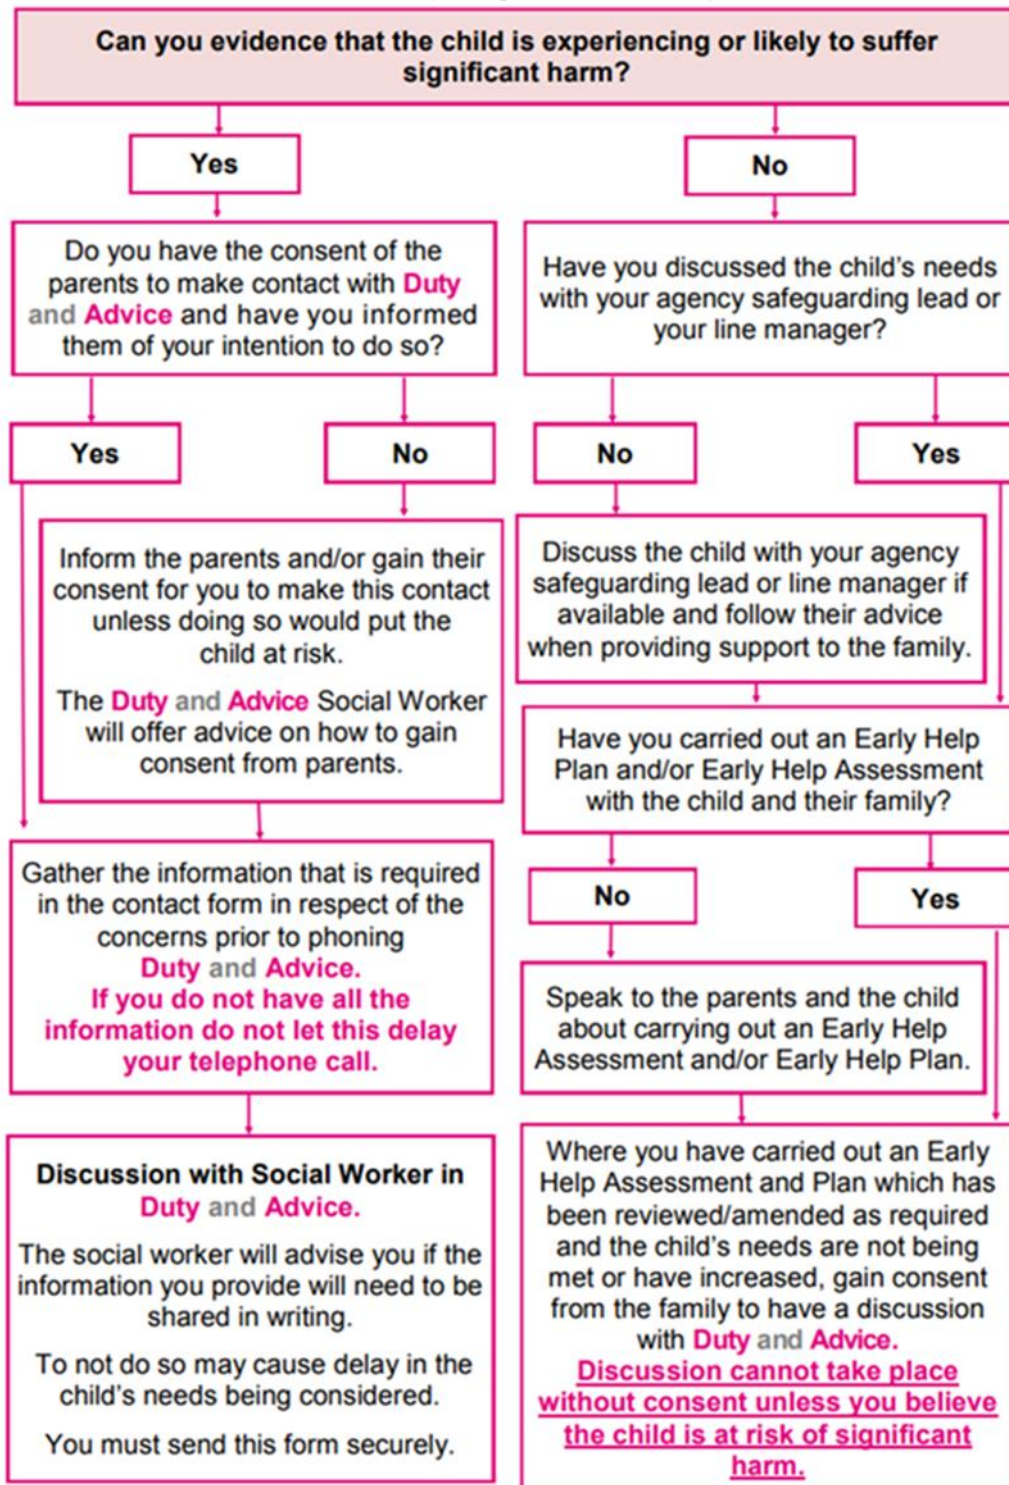 Can you evidence that the child is experiencing or likely to suffer
significant harm?
Yes
No
Do you have the consent of the
parents to make contact with Duty
and Advice and have you informed
them of your intention to do so?
Have you discussed the child's needs
with your agency safeguarding lead or
your line manager?
Yes
No
No
Yes
Inform the parents and/or gain their
consent for you to make this contact
unless doing so would put the
child at risk.
The Duty and Advice Social Worker
will offer advice on how to gain
consent from parents.
Discuss the child with your agency
safeguarding lead or line manager if
available and follow their advice
when providing support to the family.
Have you carried out an Early Help
Plan and/or Early Help Assessment
with the child and their family?
No
Yes
Gather the information that is required
in the contact form in respect of the
concerns prior to phoning
Duty and Advice.
If you do not have all the
information do not let this delay
your telephone call.
Speak to the parents and the child
about carrying out an Early Help
Assessment and/or Early Help Plan.
Discussion with Social Worker in
Duty and Advice.
The social worker will advise you if the
information you provide will need to be
shared in writing.
To not do so may cause delay in the
child's needs being considered.
You must send this form securely.
Where you have carried out an Early
Help Assessment and Plan which has
been reviewed/amended as required
and the child's needs are not being
met or have increased, gain consent
from the family to have a discussion
with Duty and Advice.
Discussion cannot take place
without consent unless you believe
the child is at risk of significant
harm.